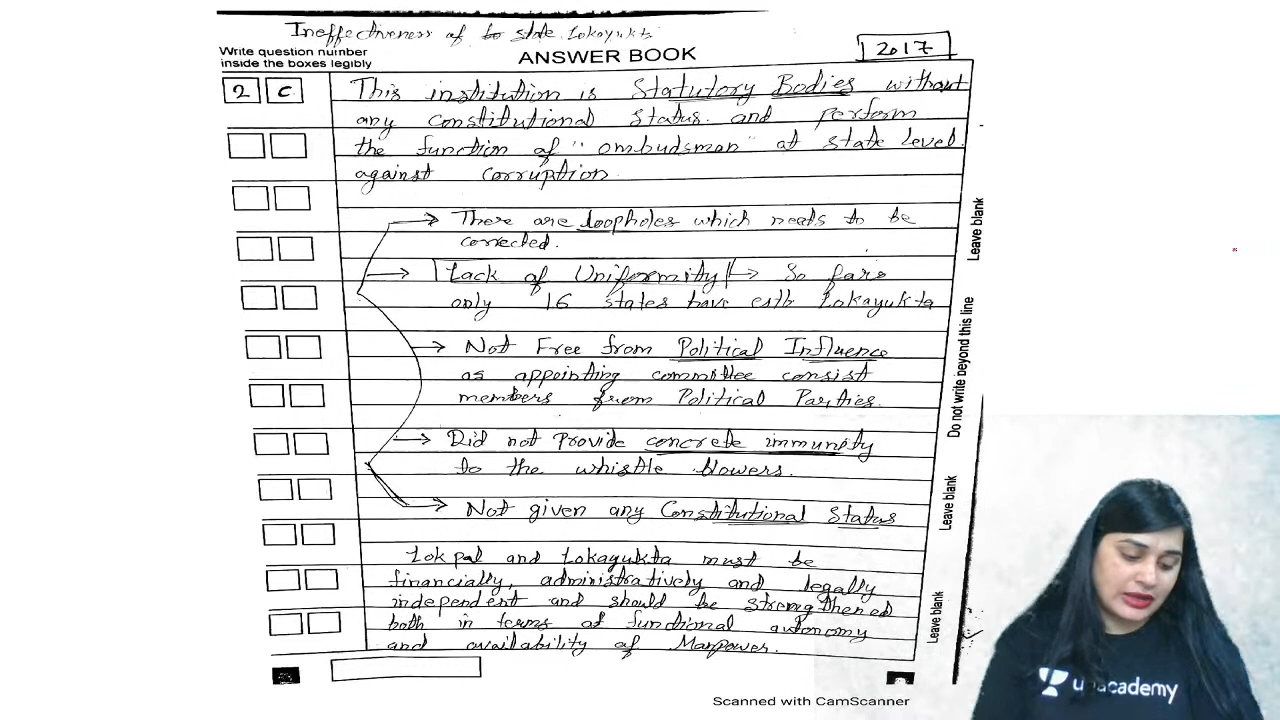 Ineffectiveness of state Lokayukta
2017
Write question number
inside the boxes legibly
ANSWER BOOK
2 C
This institution is Statutory Bodies without
any constitutional status. and perform
the function of "ombudsman" at state Level.
against corruption.
→ There are loopholes which needs to be
corrected.
→ Lack of Uniformity → So fars
only 16 states have estb Lokayukta
→ Not Free from Political Influence
as appointing committee consist
members from Political Parties.
→ Did not Provide concrete immunity
to the whistle blowers.
→ Not given any Constitutional Status
Lokpal and Lokayukta must be
financially, administratively and legally
independent and should be strengthened
both in terms of functional autonomy
and availability of Manpower.
Leave blank
Do not write beyond this line
Leave blank
Leave blank
Scanned with CamScanner
unacademy